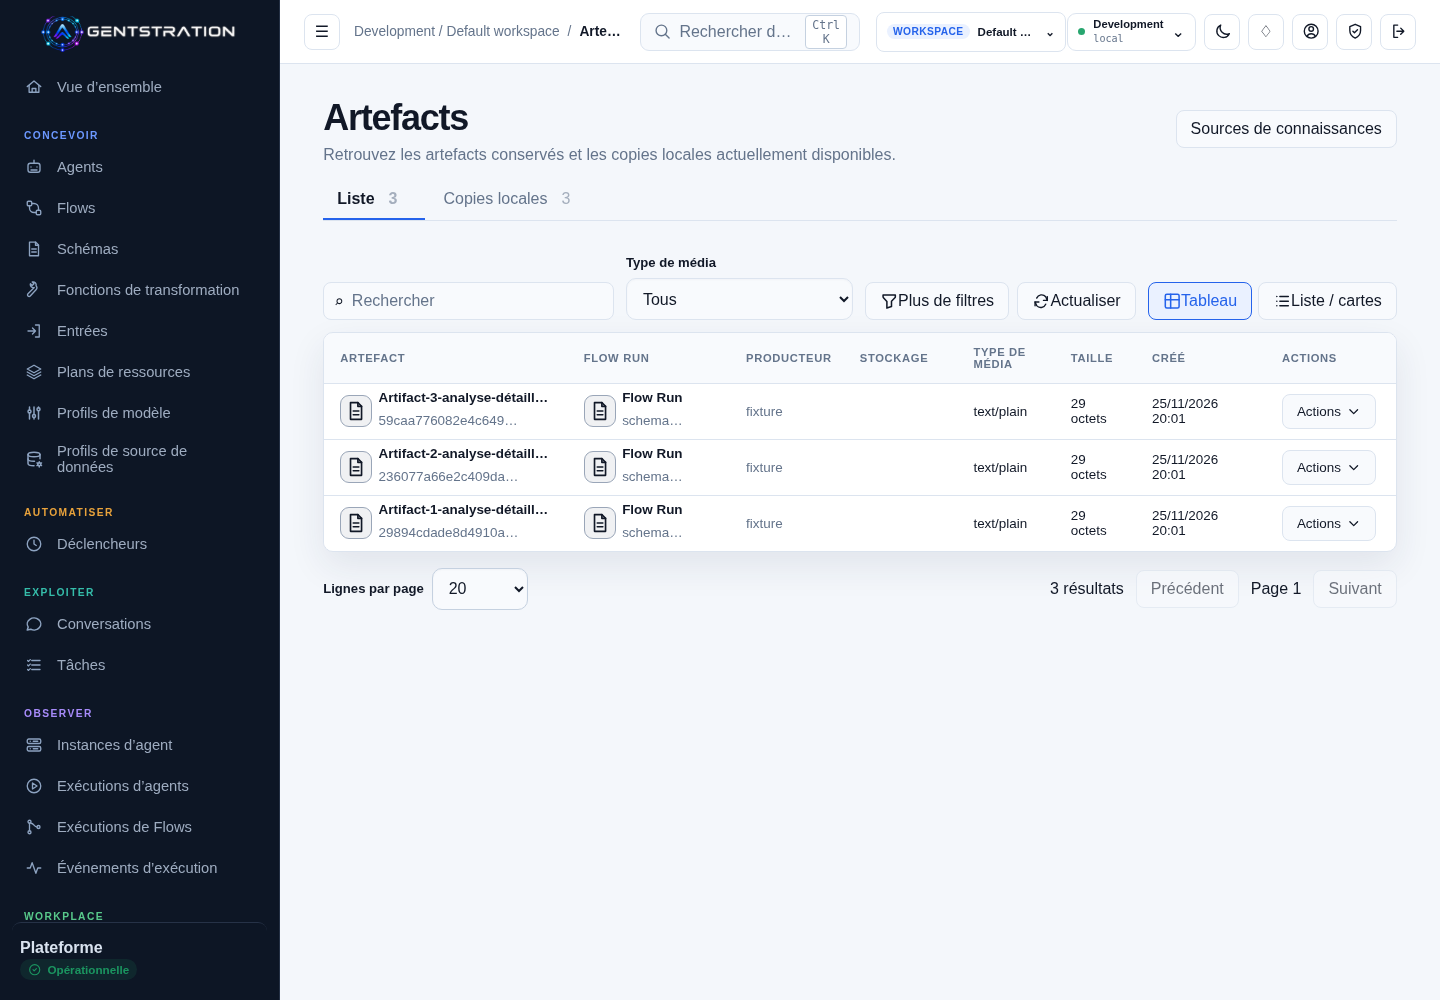 GENTSTRATION
Vue d’ensemble
CONCEVOIR
Agents
Flows
Schémas
Fonctions de transformation
Entrées
Plans de ressources
Profils de modèle
Profils de source de
données
AUTOMATISER
Déclencheurs
EXPLOITER
Conversations
Tâches
OBSERVER
Instances d’agent
Exécutions d’agents
Exécutions de Flows
Événements d’exécution
WORKPLACE
Plateforme
Opérationnelle
Development / Default workspace / Arte…
Rechercher d…
Ctrl
K
WORKSPACE Default …
Development
local
Artefacts
Retrouvez les artefacts conservés et les copies locales actuellement disponibles.
Sources de connaissances
Liste 3
Copies locales 3
Rechercher
Type de média
Tous
Plus de filtres
Actualiser
Tableau
Liste / cartes
ARTEFACT FLOW RUN PRODUCTEUR STOCKAGE TYPE DE MÉDIA TAILLE CRÉÉ ACTIONS
Artifact-3-analyse-détaill… Flow Run
59caa776082e4c649… schema… fixture text/plain 29 octets 25/11/2026 20:01 Actions
Artifact-2-analyse-détaill… Flow Run
236077a66e2c409da… schema… fixture text/plain 29 octets 25/11/2026 20:01 Actions
Artifact-1-analyse-détaill… Flow Run
29894cdade8d4910a… schema… fixture text/plain 29 octets 25/11/2026 20:01 Actions
Lignes par page 20
3 résultats Précédent Page 1 Suivant